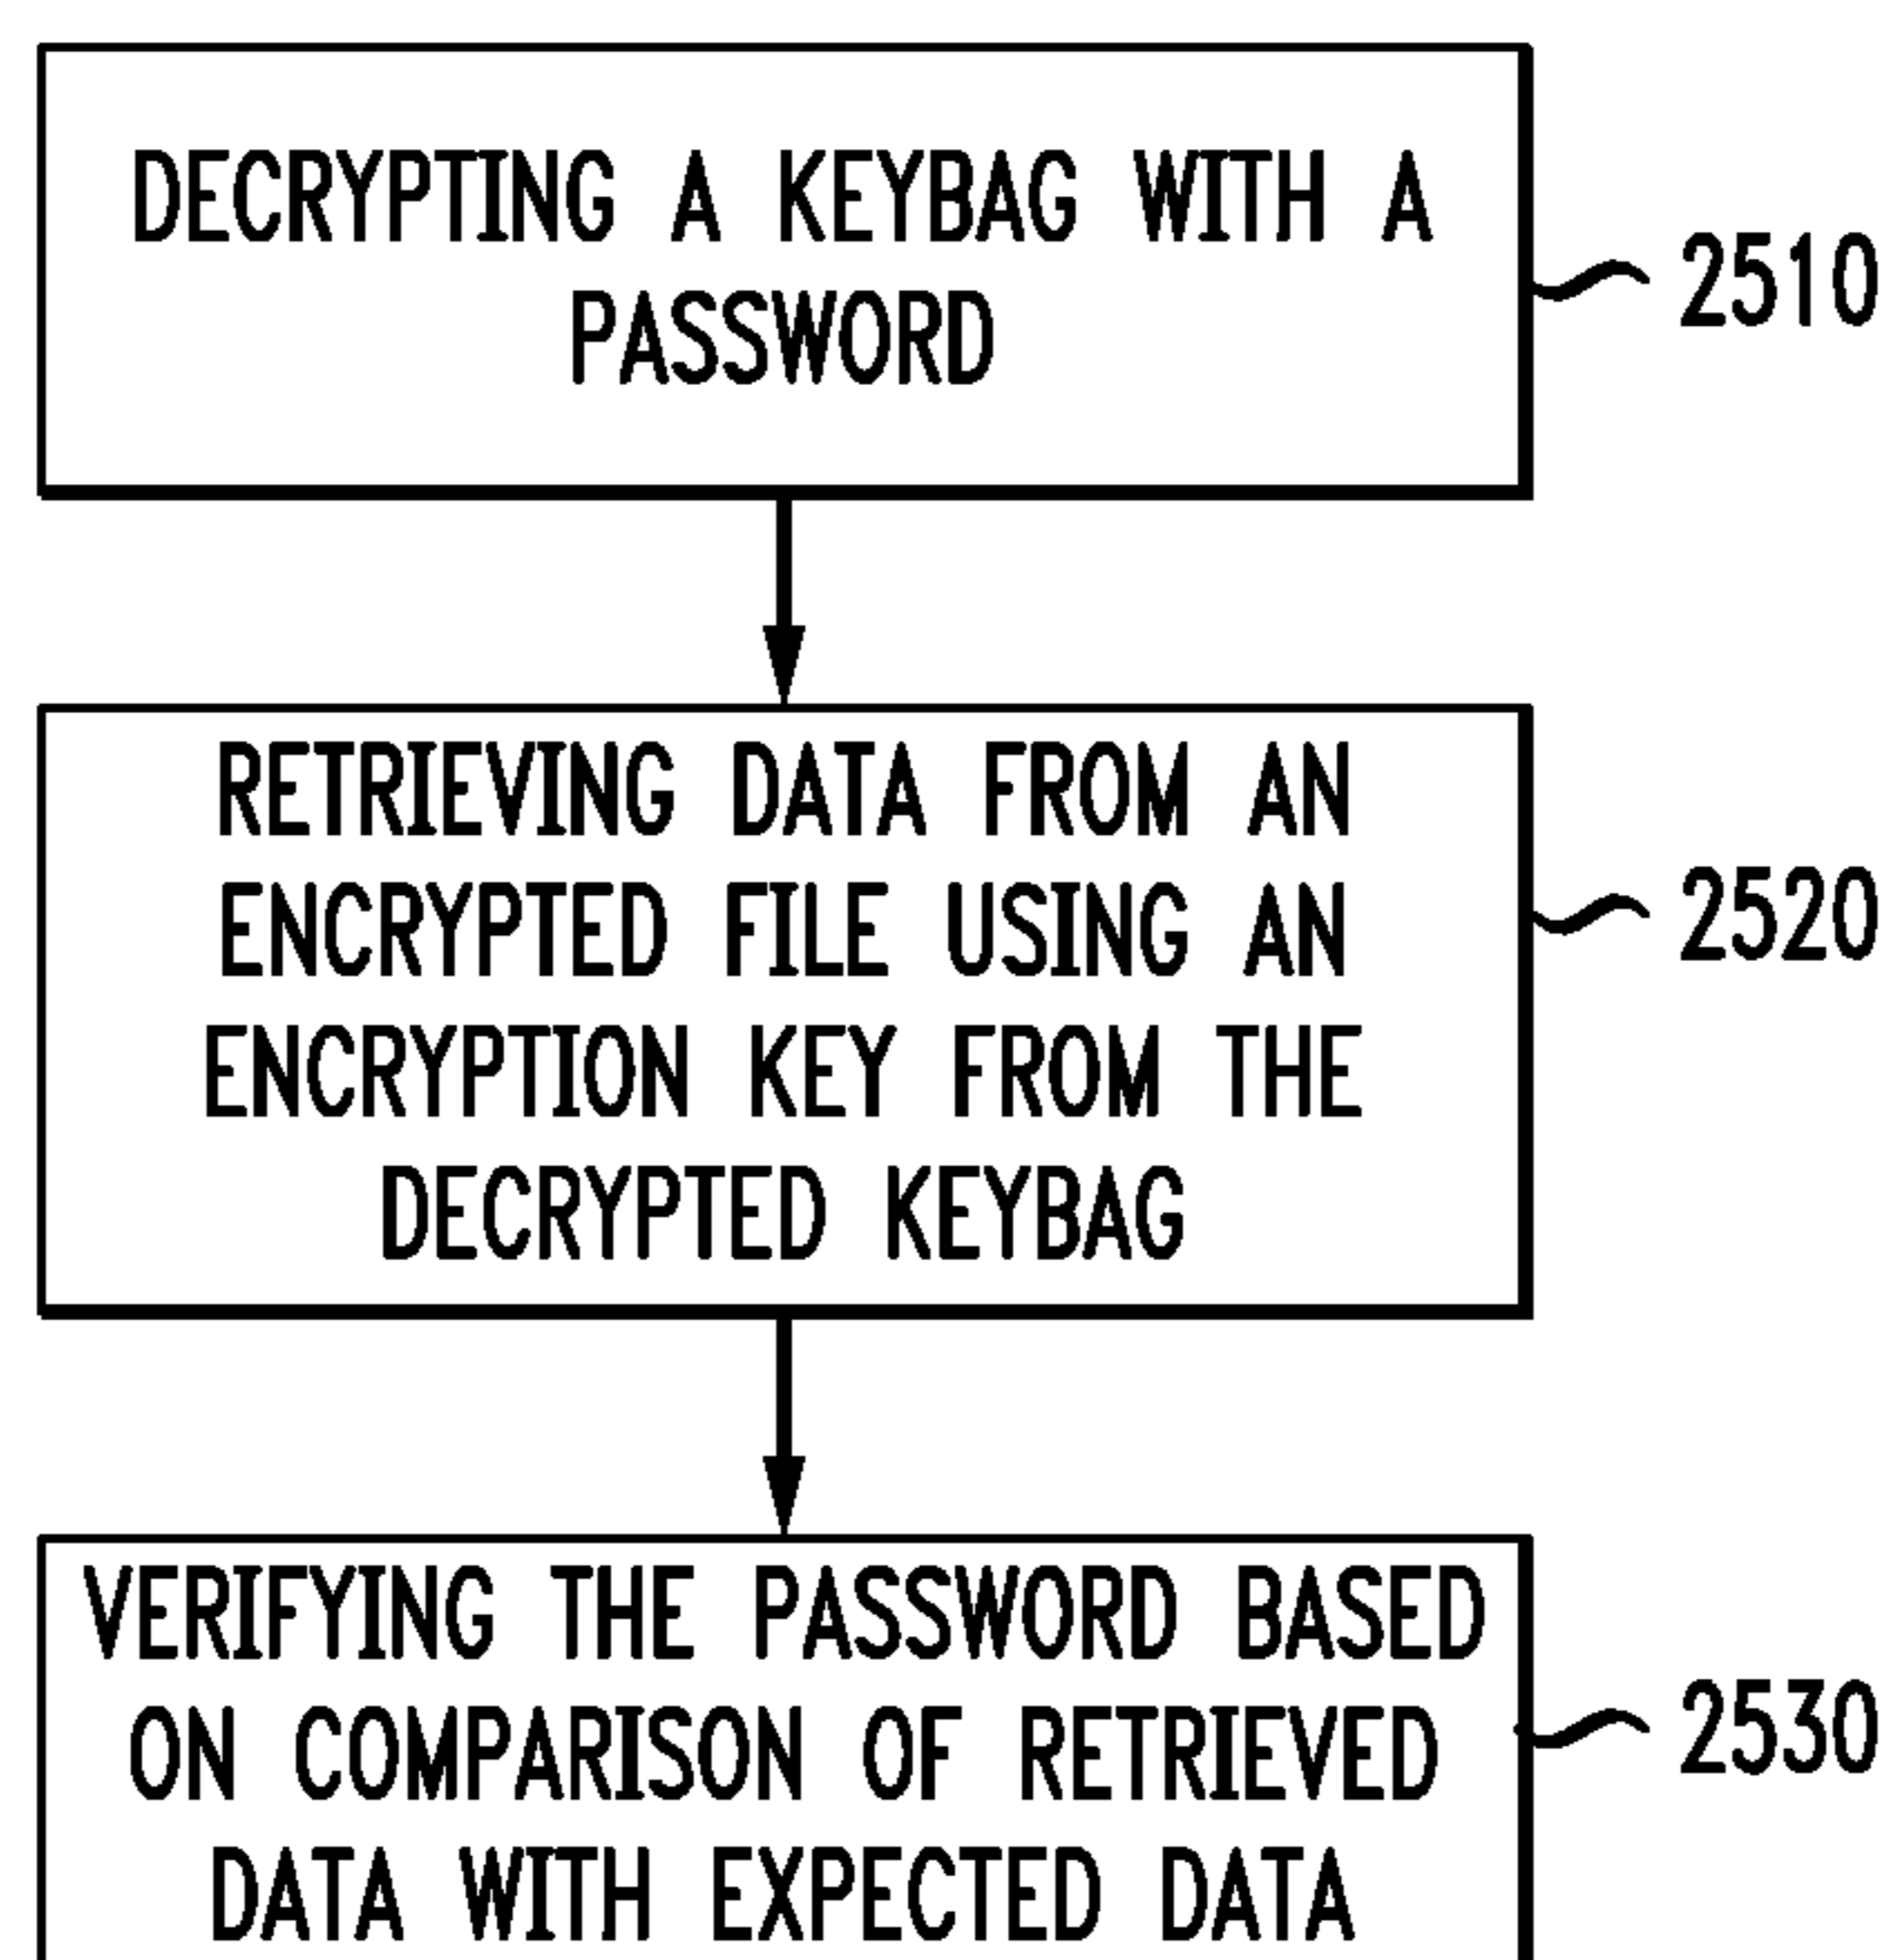 DECRYPTING A KEYBAG WITH A
PASSWORD
2510
RETRIEVING DATA FROM AN
ENCRYPTED FILE USING AN
ENCRYPTION KEY FROM THE
DECRYPTED KEYBAG
2520
VERIFYING THE PASSWORD BASED
ON COMPARISON OF RETRIEVED
DATA WITH EXPECTED DATA
2530